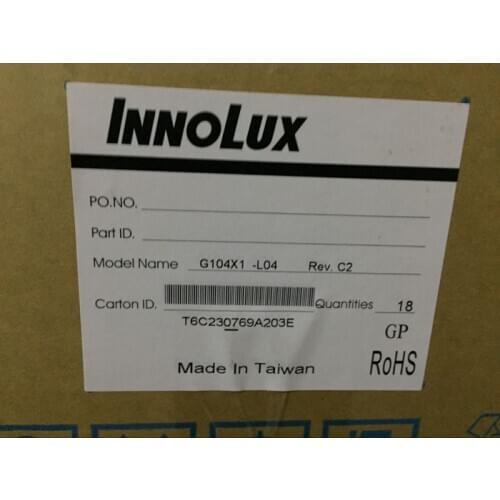 INNOLUX
PO.NO.
Part ID.
Model Name G104X1 -L04 Rev. C2
Carton ID. Quantities 18
T6C230769A203E
GP
Made In Taiwan RoHS